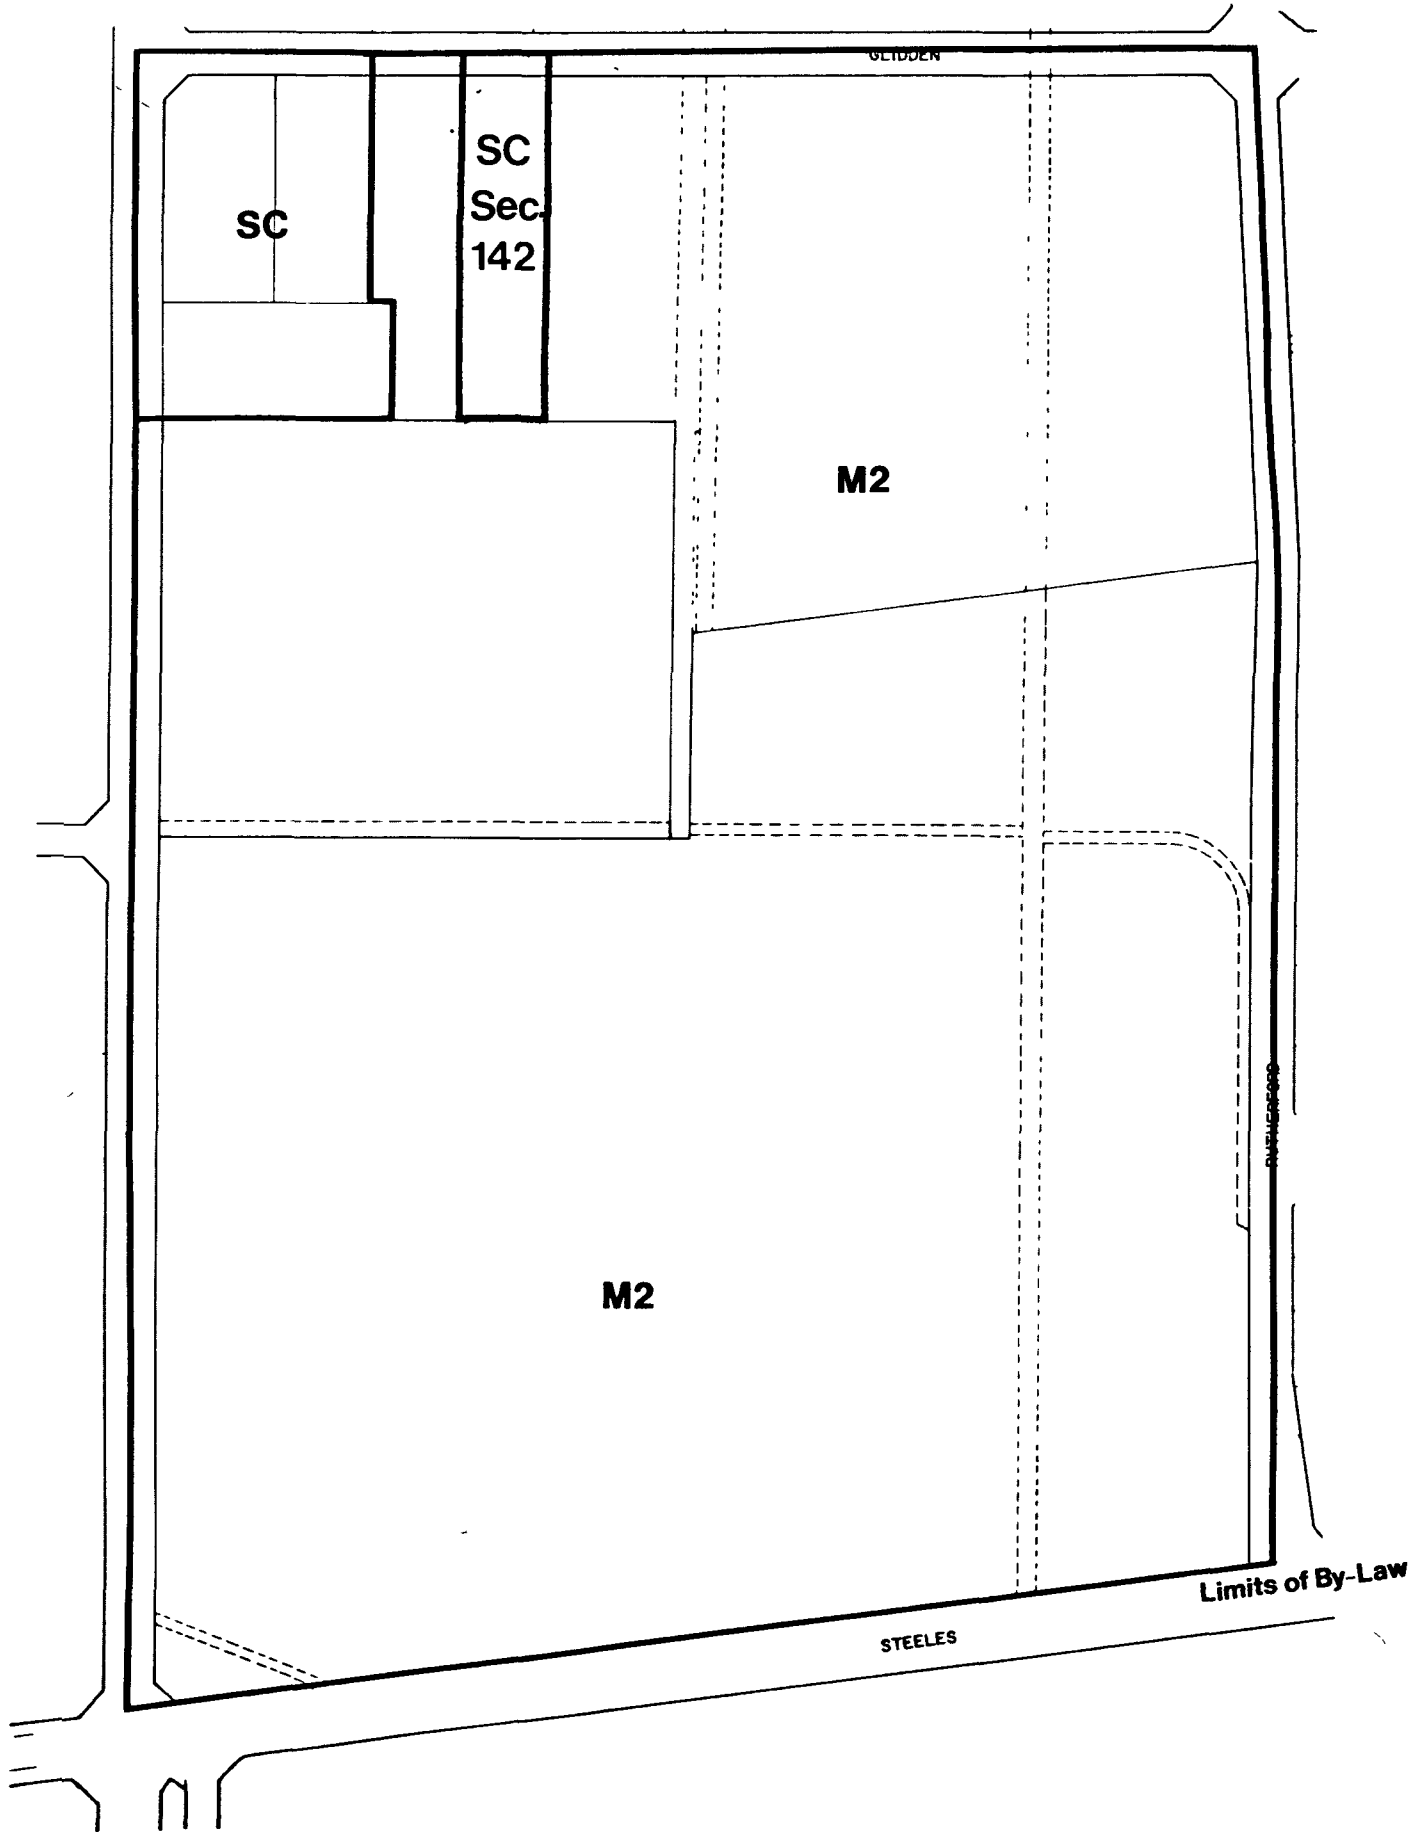 GLIDDEN
SC
Sec.
142
SC
M2
RUTHERFORD
M2
Limits of By-Law
STEELES